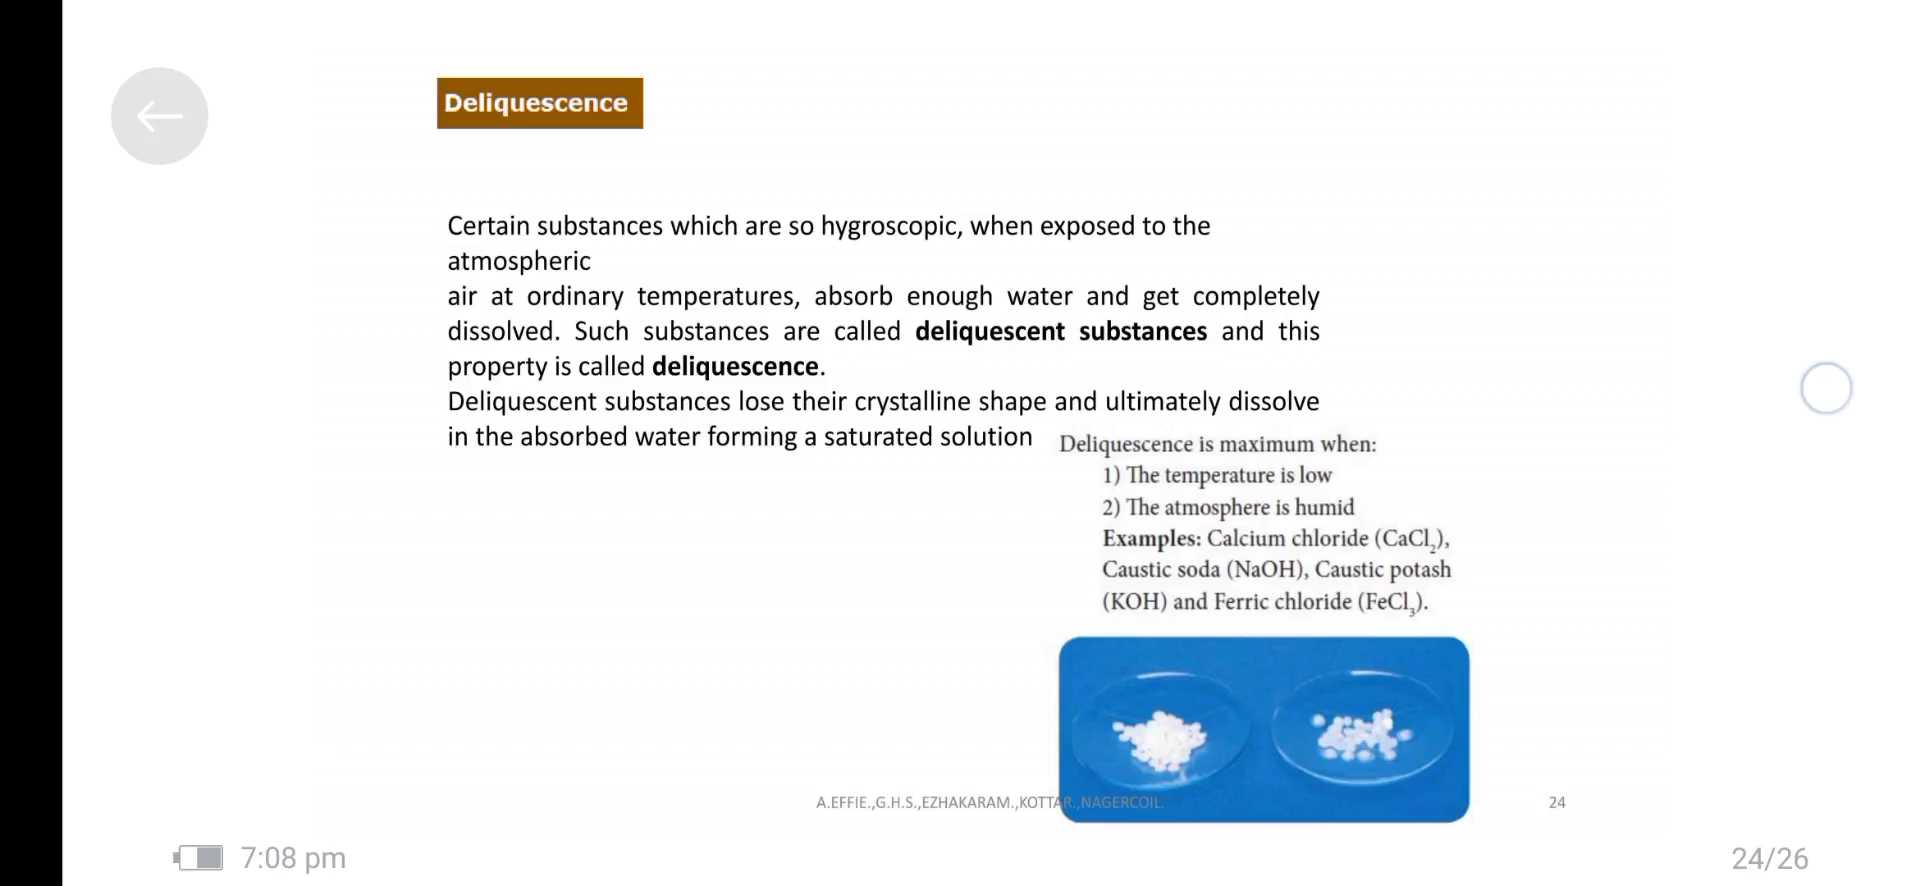 Deliquescence
Certain substances which are so hygroscopic, when exposed to the
atmospheric
air at ordinary temperatures, absorb enough water and get completely
dissolved. Such substances are called deliquescent substances and this
property is called deliquescence.
Deliquescent substances lose their crystalline shape and ultimately dissolve
in the absorbed water forming a saturated solution
Deliquescence is maximum when:
1) The temperature is low
2) The atmosphere is humid
Examples: Calcium chloride (CaCl₂),
Caustic soda (NaOH), Caustic potash
(KOH) and Ferric chloride (FeCl₃).
A.EFFIE.,G.H.S.,EZHAKARAM.,KOTTAR.,NAGERCOIL.
24
7:08 pm
24/26